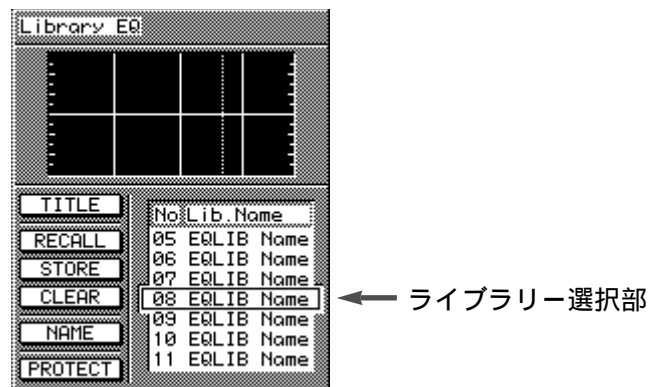 Library EQ
TITLE
RECALL
STORE
CLEAR
NAME
PROTECT
No Lib.Name
05 EQLIB Name
06 EQLIB Name
07 EQLIB Name
08 EQLIB Name
09 EQLIB Name
10 EQLIB Name
11 EQLIB Name
ライブラリー選択部